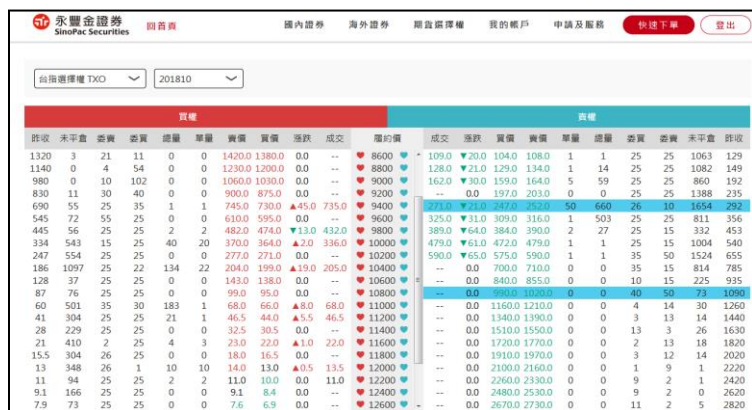 永豐金證券 SinoPac Securities 回首頁 國內證券 海外證券 期貨選擇權 我的帳戶 申請及服務 快速下單 登出
台指選擇權 TXO 201810
買權 賣權
昨收 未平倉 委賣 委買 總量 單量 賣價 買價 漲跌 成交 履約價 成交 漲跌 買價 賣價 單量 總量 委買 委賣 未平倉 昨收
1320 3 21 11 0 0 1420.0 1380.0 0.0 -- 8600 109.0 ▼20.0 104.0 108.0 1 1 25 25 1063 129
1140 0 4 54 0 0 1230.0 1200.0 0.0 -- 8800 128.0 ▼21.0 129.0 134.0 1 14 25 25 1082 149
980 0 10 102 0 0 1060.0 1030.0 0.0 -- 9000 162.0 ▼30.0 159.0 164.0 5 59 25 25 860 192
830 11 30 40 0 0 900.0 875.0 0.0 -- 9200 -- 0.0 197.0 203.0 0 0 25 25 1388 235
690 55 25 35 1 1 745.0 730.0 ▲45.0 735.0 9400 271.0 ▼21.0 247.0 252.0 50 660 26 10 1654 292
545 72 55 25 0 0 610.0 595.0 0.0 -- 9600 325.0 ▼31.0 309.0 316.0 1 503 25 25 811 356
445 56 25 25 2 2 482.0 474.0 ▼13.0 432.0 9800 389.0 ▼64.0 384.0 390.0 2 27 25 15 332 453
334 543 15 25 40 20 370.0 364.0 ▲2.0 336.0 10000 479.0 ▼61.0 472.0 479.0 1 1 25 15 1004 540
247 554 25 25 0 0 277.0 271.0 0.0 -- 10200 590.0 ▼65.0 575.0 590.0 1 1 35 50 1524 655
186 1097 25 22 134 22 204.0 199.0 ▲19.0 205.0 10400 -- 0.0 700.0 710.0 0 0 35 15 814 785
128 37 25 25 0 0 143.0 138.0 0.0 -- 10600 -- 0.0 840.0 855.0 0 0 10 15 225 935
87 76 25 25 0 0 99.0 95.0 0.0 -- 10800 -- 0.0 990.0 1020.0 0 0 40 50 73 1090
60 501 35 30 183 1 68.0 66.0 ▲8.0 68.0 11000 -- 0.0 1160.0 1210.0 0 0 4 14 30 1260
41 304 25 25 21 1 46.5 44.0 ▲5.5 46.5 11200 -- 0.0 1340.0 1390.0 0 0 3 13 14 1440
28 229 25 25 0 0 32.5 30.5 0.0 -- 11400 -- 0.0 1510.0 1550.0 0 0 13 3 26 1630
21 410 2 25 4 3 23.0 22.0 ▲1.0 22.0 11600 -- 0.0 1720.0 1770.0 0 0 2 13 18 1820
15.5 304 26 25 0 0 18.0 16.5 0.0 -- 11800 -- 0.0 1910.0 1970.0 0 0 3 12 14 2020
13 348 26 1 10 10 14.0 13.0 ▲0.5 13.5 12000 -- 0.0 2100.0 2160.0 0 0 1 9 1 2220
11 94 25 25 2 2 11.0 10.0 0.0 11.0 12200 -- 0.0 2260.0 2330.0 0 0 9 2 1 2420
9.1 166 25 25 0 0 9.1 8.4 0.0 -- 12400 -- 0.0 2480.0 2530.0 0 0 9 2 0 2620
7.9 73 25 25 0 0 7.6 6.9 0.0 -- 12600 -- 0.0 2670.0 2730.0 0 0 11 2 5 2820